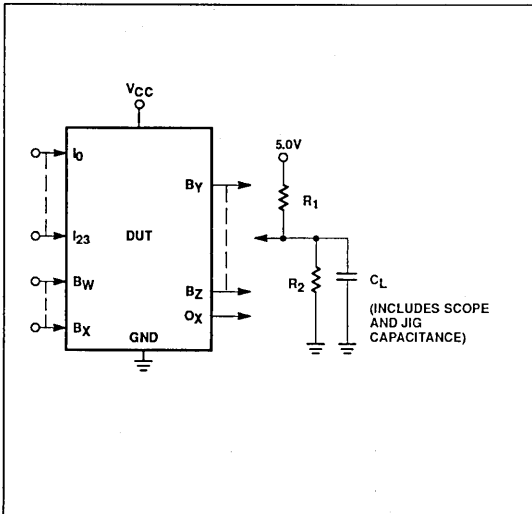 VCC
I0
I23
BW
BX
DUT
GND
BY
BZ
OX
5.0V
R1
R2
CL
(INCLUDES SCOPE
AND JIG
CAPACITANCE)